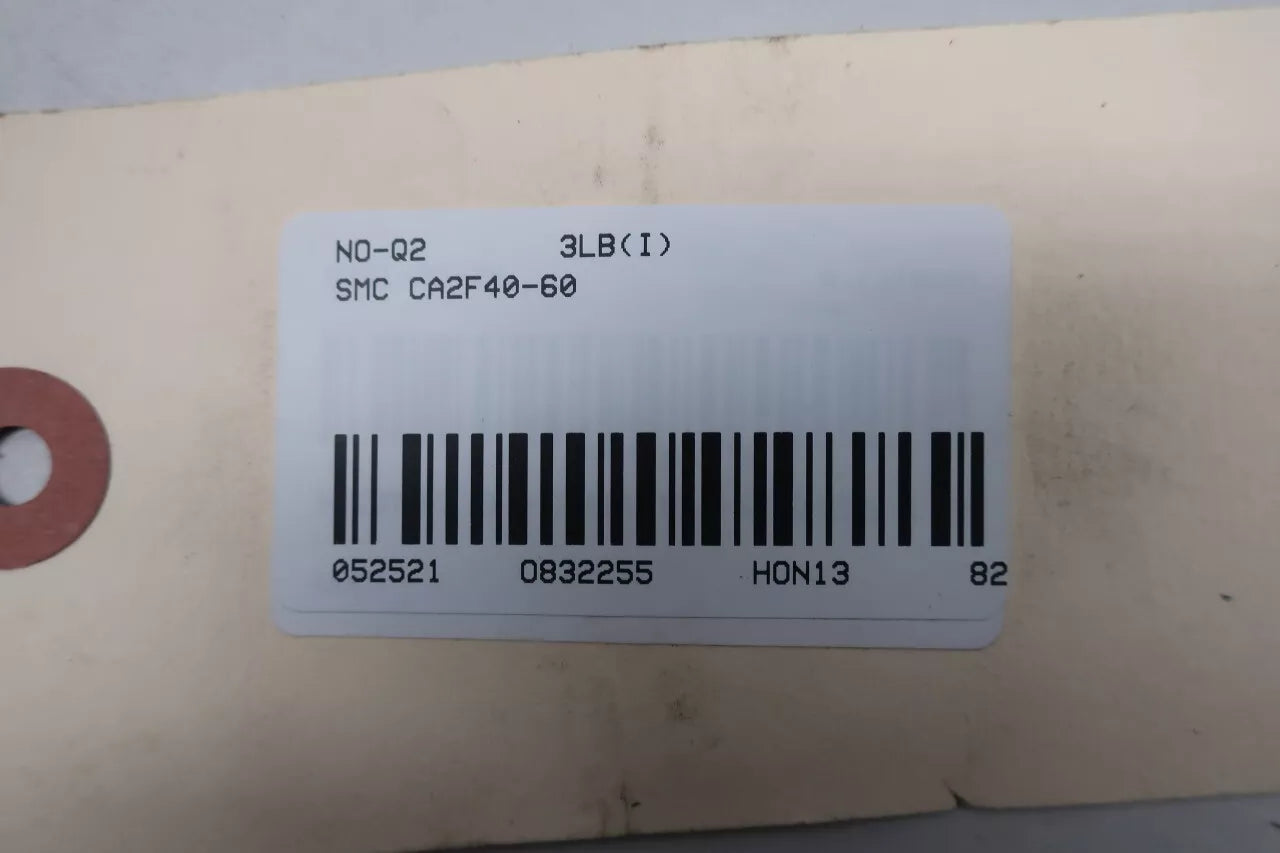 NO-Q2 3LB(I)
SMC CA2F40-60
052521 0832255 HON13 82